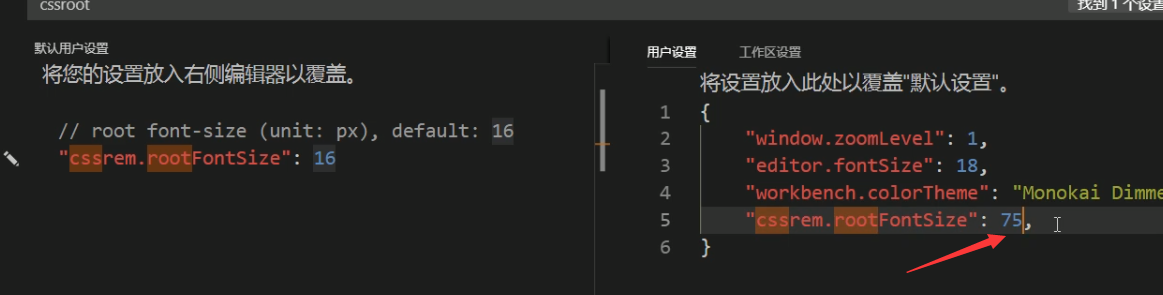 cssroot
找到 1 个设置
默认用户设置
将您的设置放入右侧编辑器以覆盖。
// root font-size (unit: px), default: 16
"cssrem.rootFontSize": 16
用户设置 工作区设置
将设置放入此处以覆盖"默认设置"。
1 {
2 "window.zoomLevel": 1,
3 "editor.fontSize": 18,
4 "workbench.colorTheme": "Monokai Dimme
5 "cssrem.rootFontSize": 75,
6 }